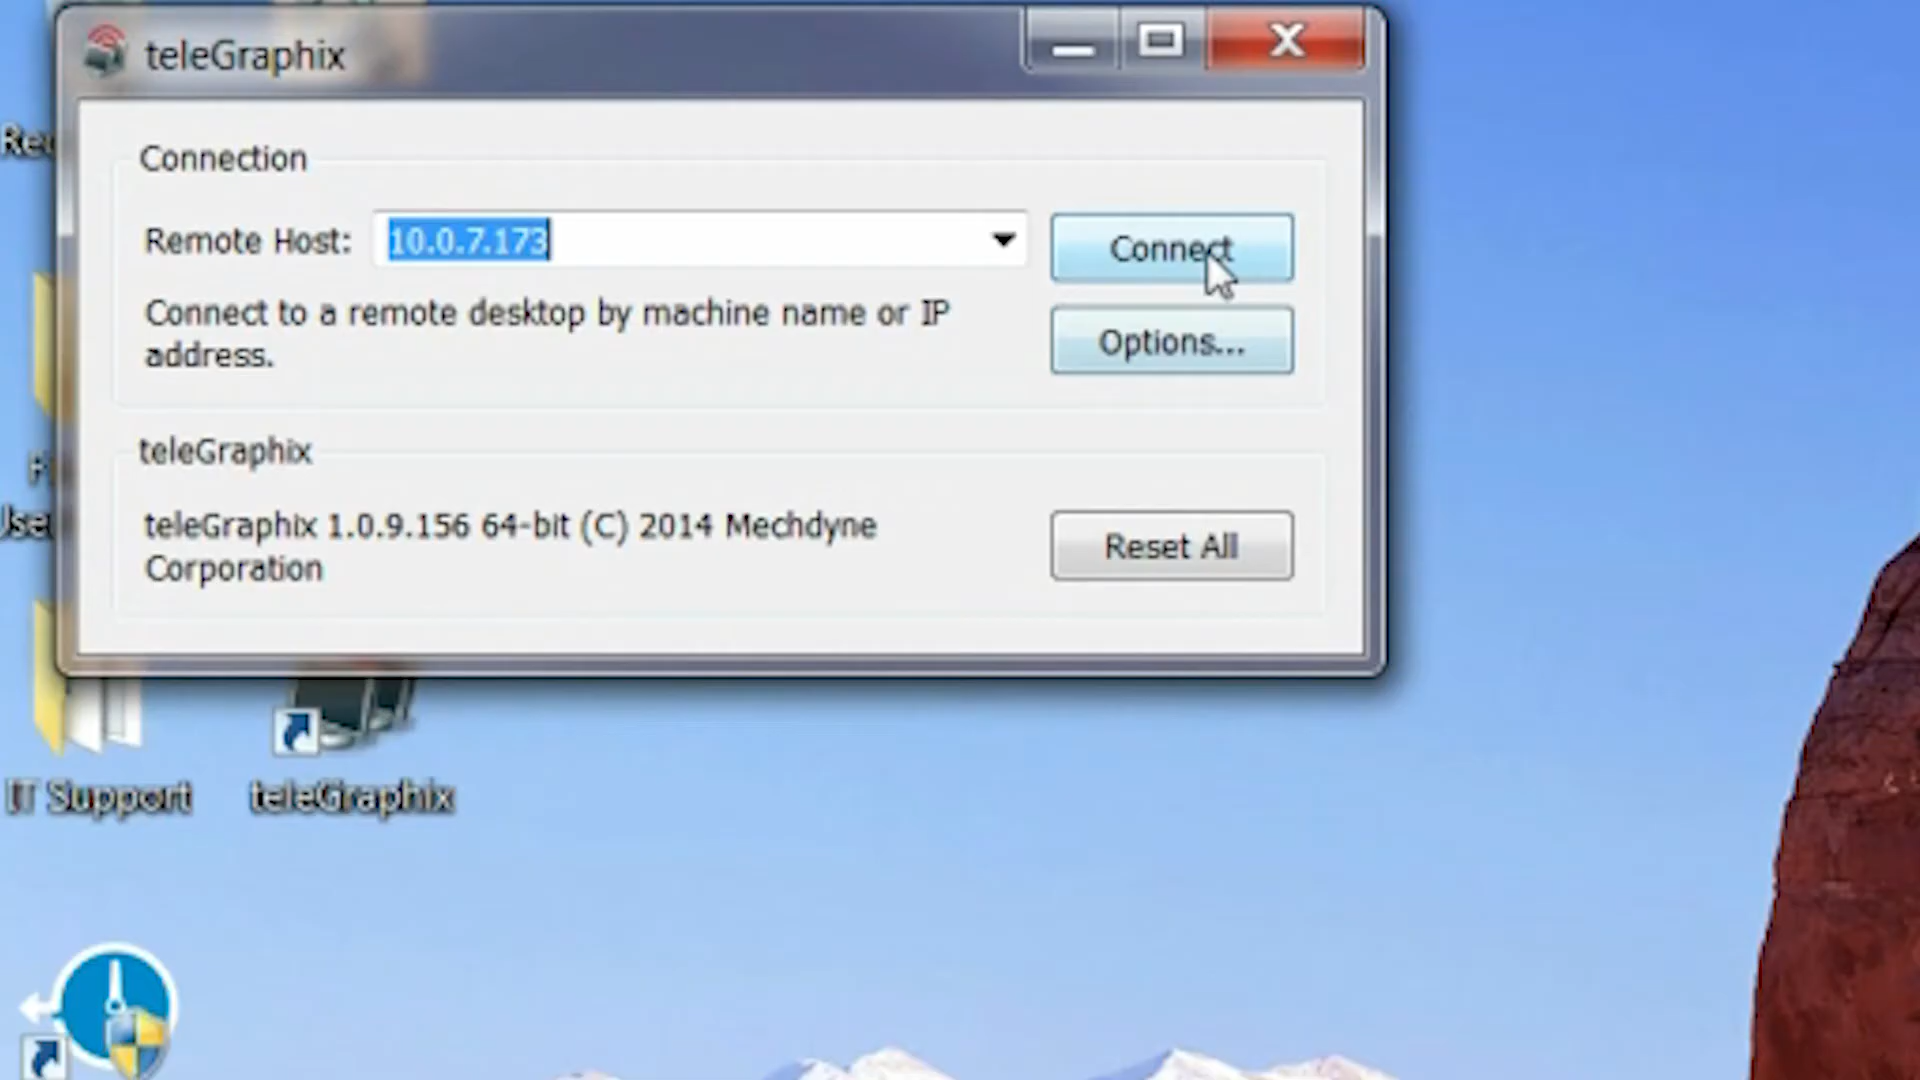 teleGraphix
Connection
Remote Host: 10.0.7.173
Connect
Connect to a remote desktop by machine name or IP
address.
Options...
teleGraphix
teleGraphix 1.0.9.156 64-bit (C) 2014 Mechdyne
Corporation
Reset All
IT Support
teleGraphix